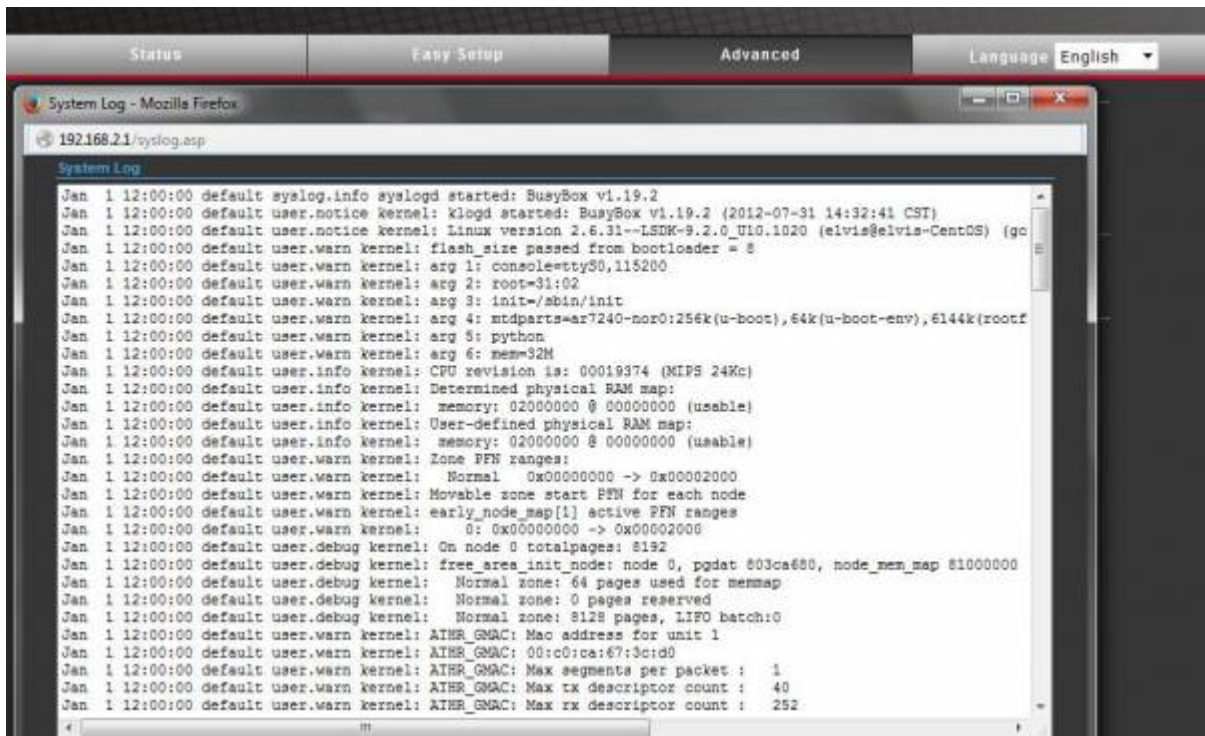 Status
Easy Setup
Advanced
Language English
System Log - Mozilla Firefox
192.168.2.1/syslog.asp
System Log
Jan 1 12:00:00 default syslog.info syslogd started: BusyBox v1.19.2
Jan 1 12:00:00 default user.notice kernel: klogd started: BusyBox v1.19.2 (2012-07-31 14:32:41 CST)
Jan 1 12:00:00 default user.notice kernel: Linux version 2.6.31--LSDK-9.2.0_U10.1020 (elvis@elvis-CentOS) (gc
Jan 1 12:00:00 default user.warn kernel: flash_size passed from bootloader = 8
Jan 1 12:00:00 default user.warn kernel: arg 1: console=ttyS0,115200
Jan 1 12:00:00 default user.warn kernel: arg 2: root=31:02
Jan 1 12:00:00 default user.warn kernel: arg 3: init=/sbin/init
Jan 1 12:00:00 default user.warn kernel: arg 4: mtdparts=ar7240-nor0:256k(u-boot),64k(u-boot-env),6144k(rootf
Jan 1 12:00:00 default user.warn kernel: arg 5: python
Jan 1 12:00:00 default user.warn kernel: arg 6: mem=32M
Jan 1 12:00:00 default user.info kernel: CPU revision is: 00019374 (MIPS 24Kc)
Jan 1 12:00:00 default user.info kernel: Determined physical RAM map:
Jan 1 12:00:00 default user.info kernel: memory: 02000000 @ 00000000 (usable)
Jan 1 12:00:00 default user.info kernel: User-defined physical RAM map:
Jan 1 12:00:00 default user.info kernel: memory: 02000000 @ 00000000 (usable)
Jan 1 12:00:00 default user.warn kernel: Zone PFN ranges:
Jan 1 12:00:00 default user.warn kernel: Normal 0x00000000 -> 0x00002000
Jan 1 12:00:00 default user.warn kernel: Movable zone start PFN for each node
Jan 1 12:00:00 default user.warn kernel: early_node_map[1] active PFN ranges
Jan 1 12:00:00 default user.warn kernel: 0: 0x00000000 -> 0x00002000
Jan 1 12:00:00 default user.debug kernel: On node 0 totalpages: 8192
Jan 1 12:00:00 default user.debug kernel: free_area_init_node: node 0, pgdat 803ca680, node_mem_map 81000000
Jan 1 12:00:00 default user.debug kernel: Normal zone: 64 pages used for memmap
Jan 1 12:00:00 default user.debug kernel: Normal zone: 0 pages reserved
Jan 1 12:00:00 default user.debug kernel: Normal zone: 8128 pages, LIFO batch:0
Jan 1 12:00:00 default user.warn kernel: ATHR_GMAC: Mac address for unit 1
Jan 1 12:00:00 default user.warn kernel: ATHR_GMAC: 00:c0:ca:67:3c:d0
Jan 1 12:00:00 default user.warn kernel: ATHR_GMAC: Max segments per packet : 1
Jan 1 12:00:00 default user.warn kernel: ATHR_GMAC: Max tx descriptor count : 40
Jan 1 12:00:00 default user.warn kernel: ATHR_GMAC: Max rx descriptor count : 252